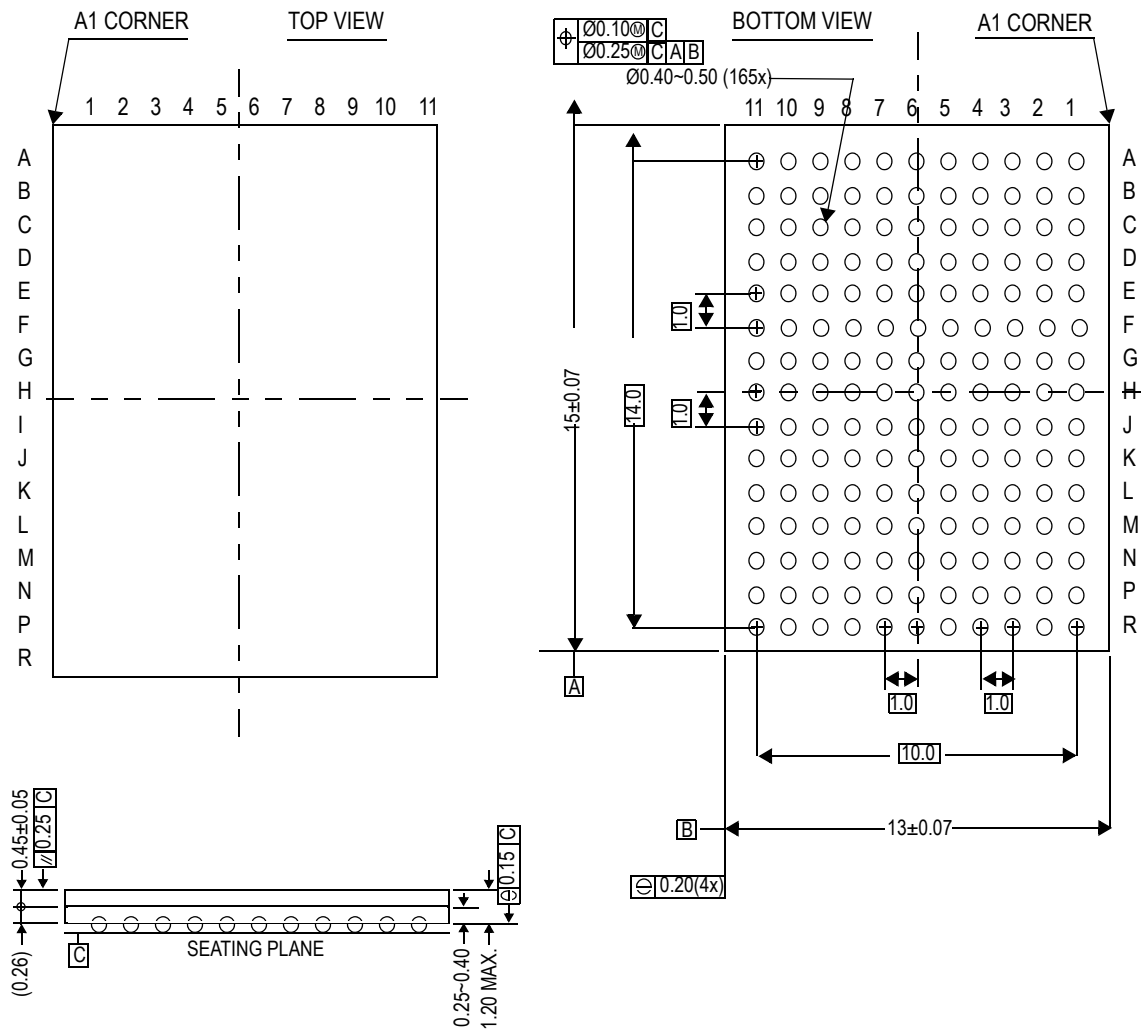 A1 CORNER
TOP VIEW
1 2 3 4 5 6 7 8 9 10 11
A
B
C
D
E
F
G
H
I
J
K
L
M
N
P
R
Ø0.10Ⓜ C
Ø0.25Ⓜ C A B
BOTTOM VIEW
A1 CORNER
Ø0.40~0.50 (165x)
11 10 9 8 7 6 5 4 3 2 1
A
B
C
D
E
F
G
H
J
K
L
M
N
P
R
1.0
1.0
15±0.07
14.0
A
1.0
1.0
10.0
B
13±0.07
0.20(4x)
0.45±0.05
// 0.25 C
(0.26)
C
SEATING PLANE
0.15 C
0.25~0.40
1.20 MAX.